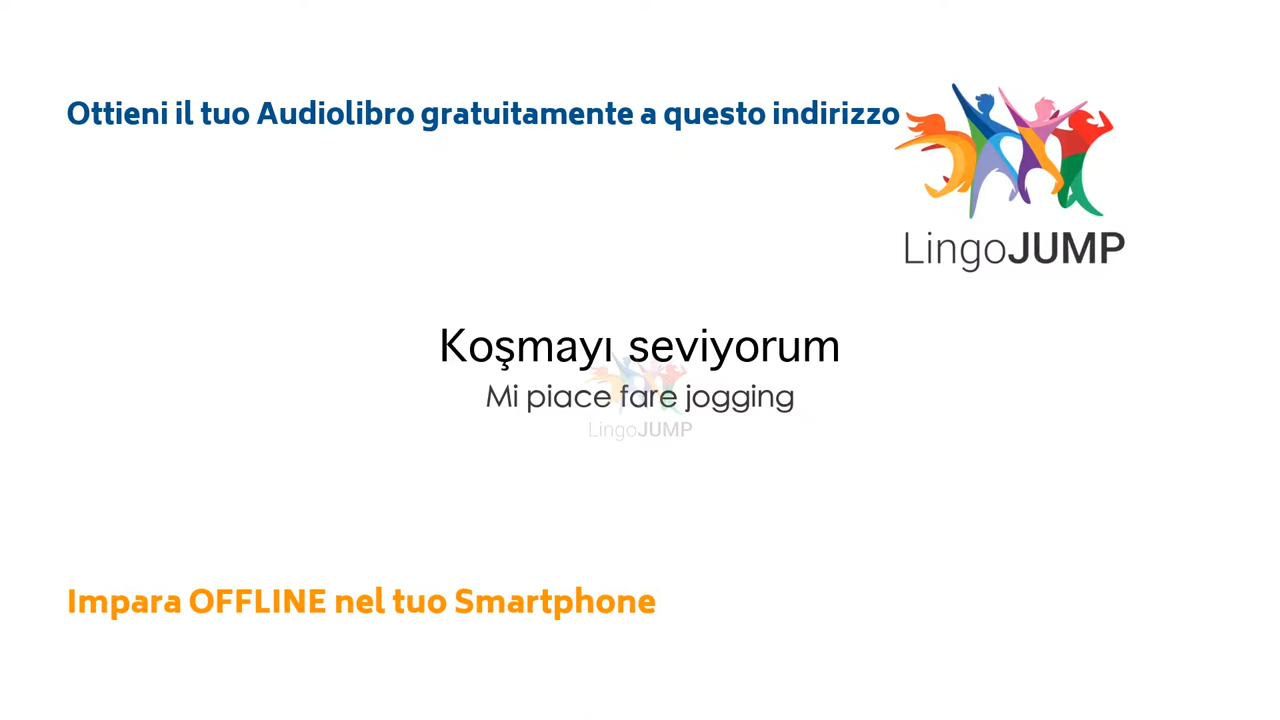 Ottieni il tuo Audiolibro gratuitamente a questo indirizzo
LingoJUMP
Koşmayı seviyorum
Mi piace fare jogging
LingoJUMP
Impara OFFLINE nel tuo Smartphone